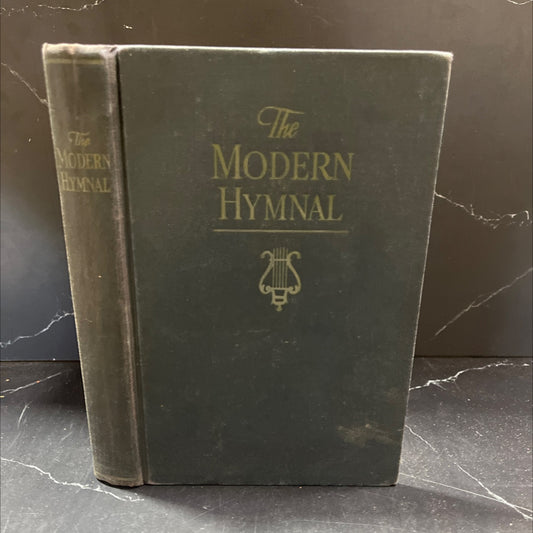 The
MODERN
HYMNAL
The
MODERN
HYMNAL